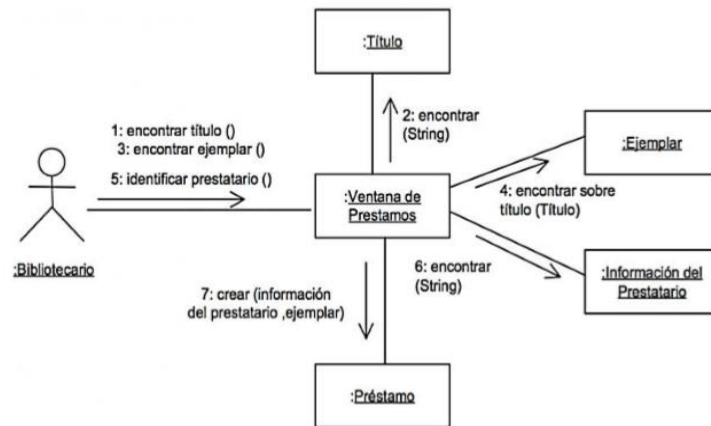 :Título
1: encontrar título ()
3: encontrar ejemplar ()
5: identificar prestatario ()
2: encontrar
(String)
:Ejemplar
:Ventana de
Prestamos
4: encontrar sobre
título (Título)
:Bibliotecario
6: encontrar
(String)
:Información del
Prestatario
7: crear (información
del prestatario ,ejemplar)
:Préstamo